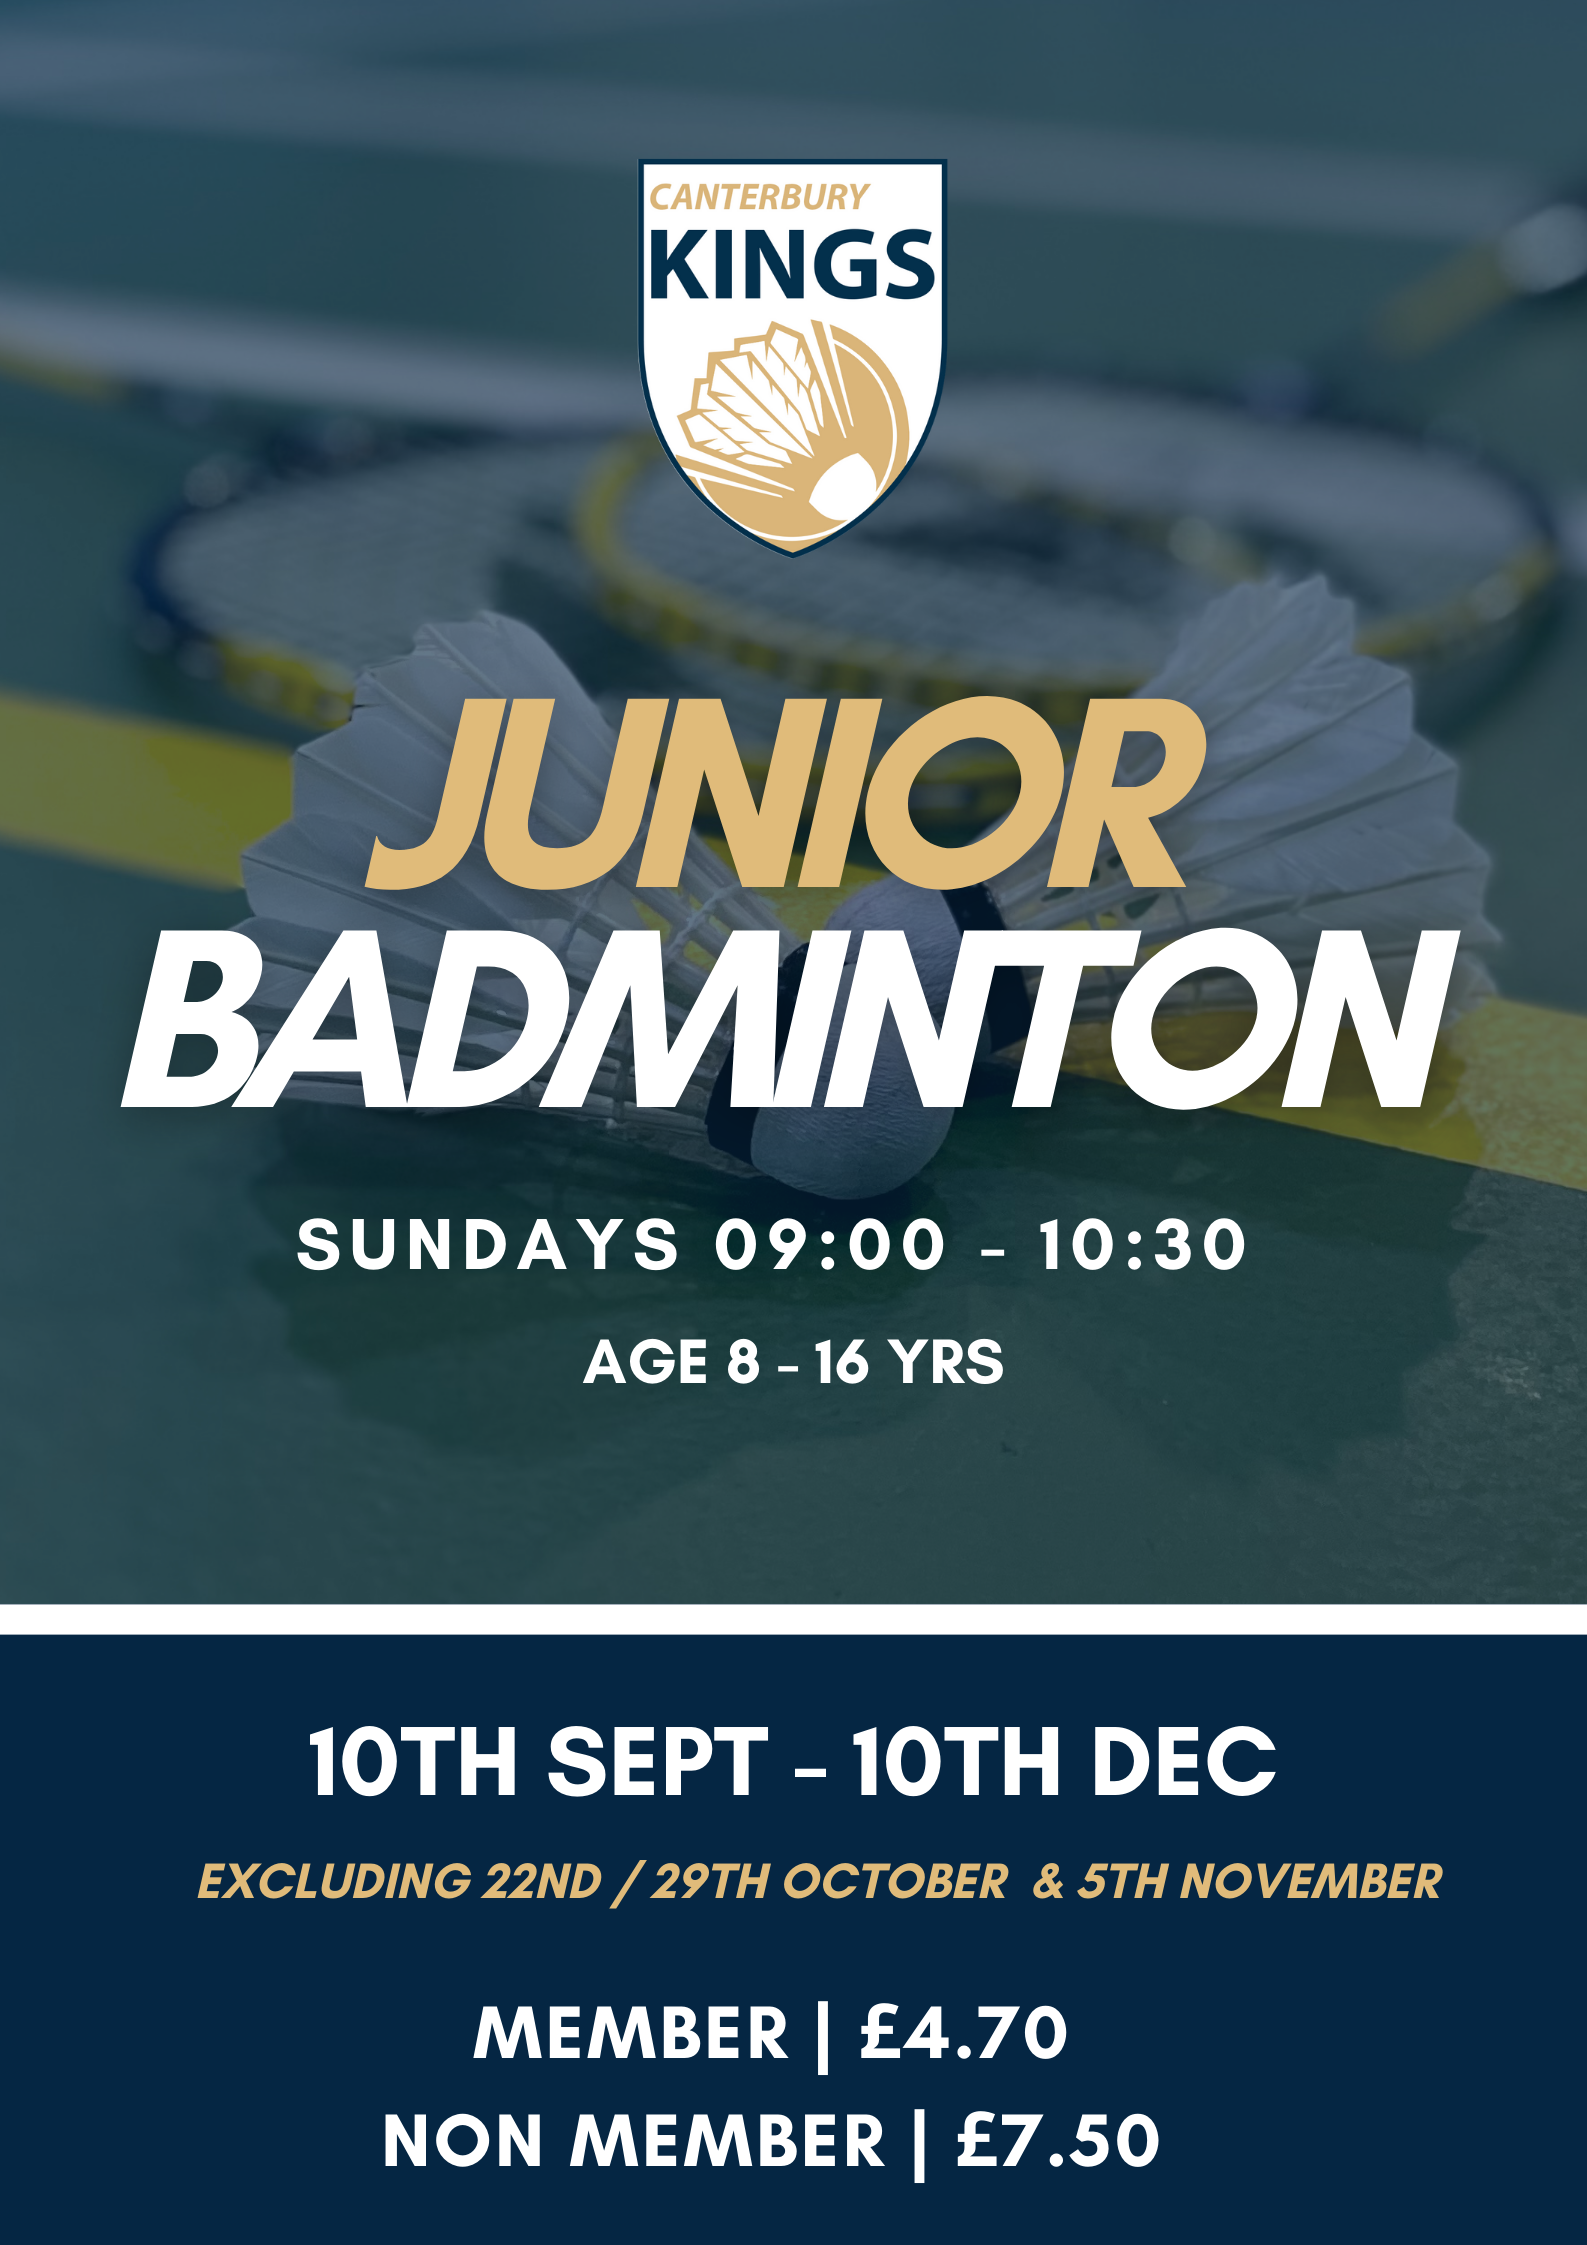 CANTERBURY
KINGS
JUNIOR
BADMINTON
SUNDAYS 09:00 - 10:30
AGE 8 - 16 YRS
10TH SEPT - 10TH DEC
EXCLUDING 22ND / 29TH OCTOBER & 5TH NOVEMBER
MEMBER | £4.70
NON MEMBER | £7.50